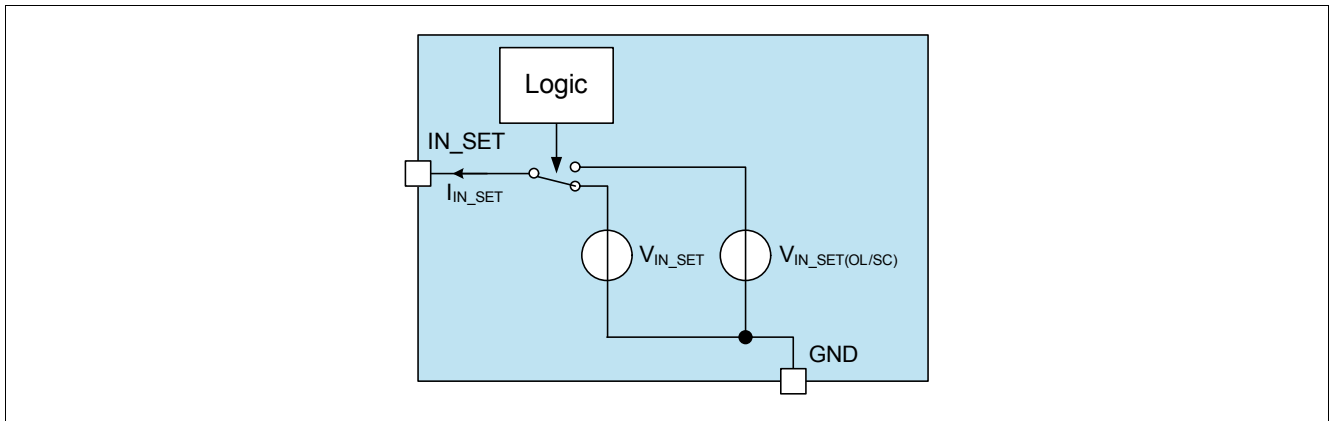 Logic
IN_SET
IIN_SET
VIN_SET
VIN_SET(OL/SC)
GND